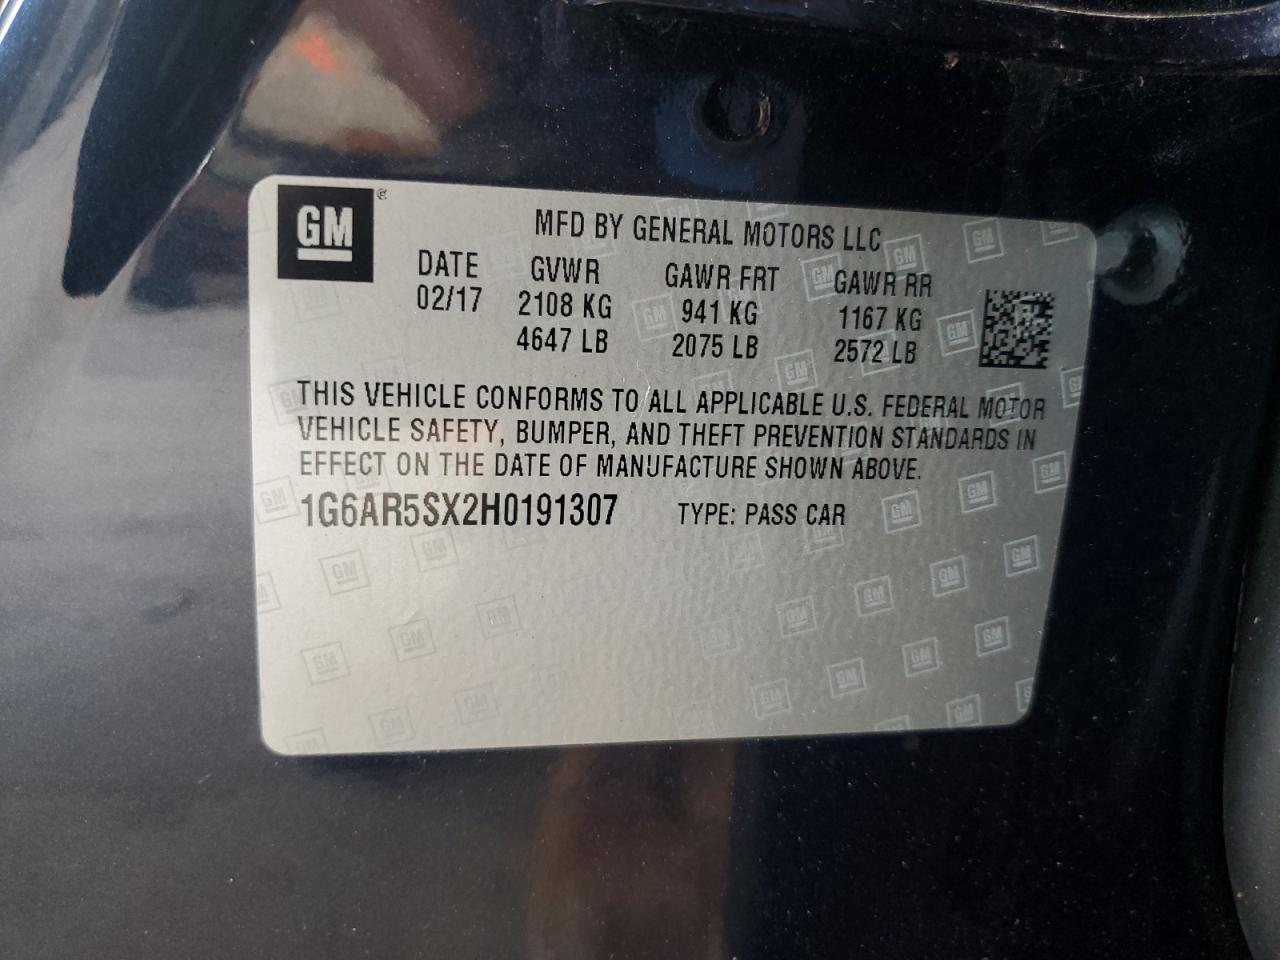 GM ®
MFD BY GENERAL MOTORS LLC
DATE GVWR GAWR FRT GAWR RR
02/17 2108 KG 941 KG 1167 KG
4647 LB 2075 LB 2572 LB
THIS VEHICLE CONFORMS TO ALL APPLICABLE U.S. FEDERAL MOTOR
VEHICLE SAFETY, BUMPER, AND THEFT PREVENTION STANDARDS IN
EFFECT ON THE DATE OF MANUFACTURE SHOWN ABOVE.
1G6AR5SX2H0191307 TYPE: PASS CAR